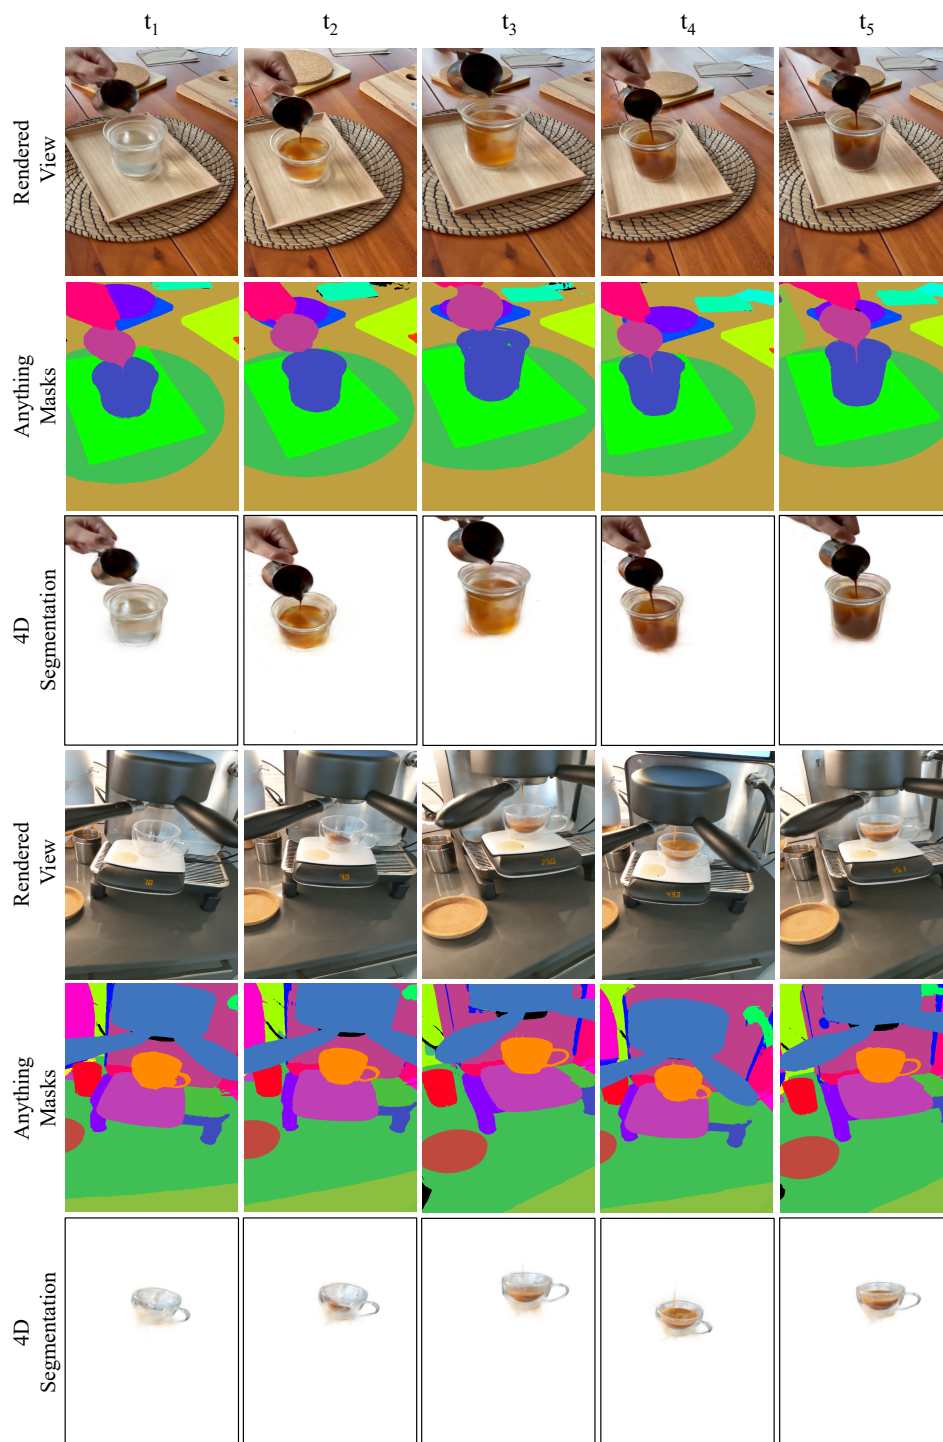 t₁ t₂ t₃ t₄ t₅
Rendered
View
Anything
Masks
4D
Segmentation
Rendered
View
Anything
Masks
4D
Segmentation